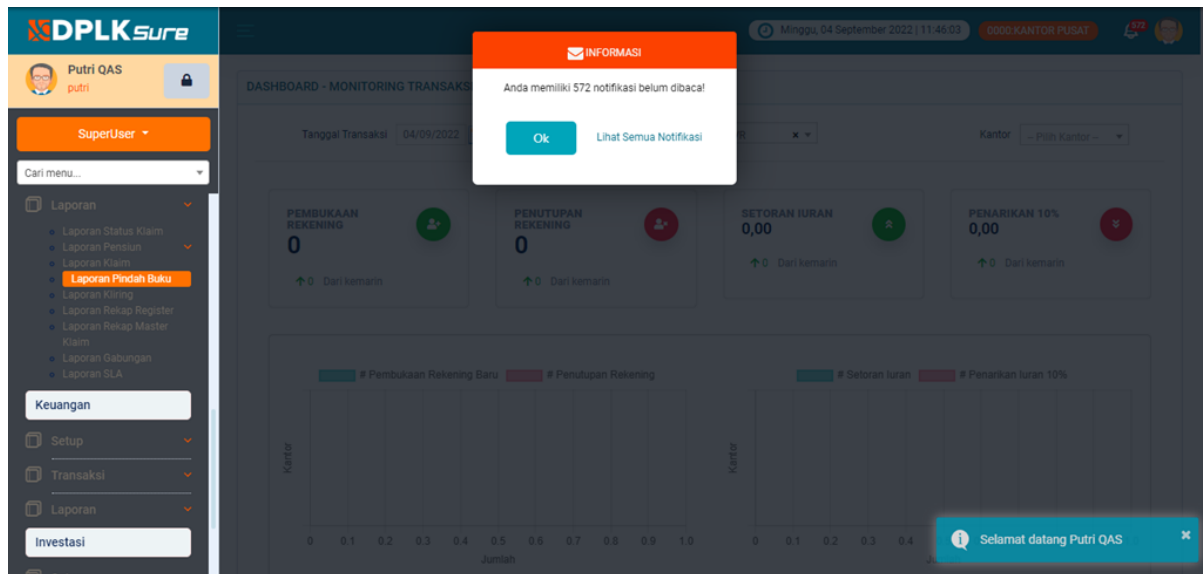 DPLKSure
Putri QAS
putri
SuperUser
Cari menu...
Laporan
Laporan Status Klaim
Laporan Pensiun
Laporan Klaim
Laporan Pindah Buku
Laporan Kliring
Laporan Rekap Register
Laporan Rekap Master
Klaim
Laporan Gabungan
Laporan SLA
Keuangan
Setup
Transaksi
Laporan
Investasi
Minggu, 04 September 2022 | 11:46:03
0000:KANTOR PUSAT
572
INFORMASI
Anda memiliki 572 notifikasi belum dibaca!
Ok
Lihat Semua Notifikasi
DASHBOARD - MONITORING TRANSAKS
Tanggal Transaksi 04/09/2022
Kantor -- Pilih Kantor --
PEMBUKAAN
REKENING
0
0 Dari kemarin
PENUTUPAN
REKENING
0
0 Dari kemarin
SETORAN IURAN
0,00
0 Dari kemarin
PENARIKAN 10%
0,00
0 Dari kemarin
# Pembukaan Rekening Baru # Penutupan Rekening
Kantor
0 0.1 0.2 0.3 0.4 0.5 0.6 0.7 0.8 0.9 1.0
Jumlah
# Setoran Iuran # Penarikan Iuran 10%
Kantor
0 0.1 0.2 0.3 0.4
Selamat datang Putri QAS